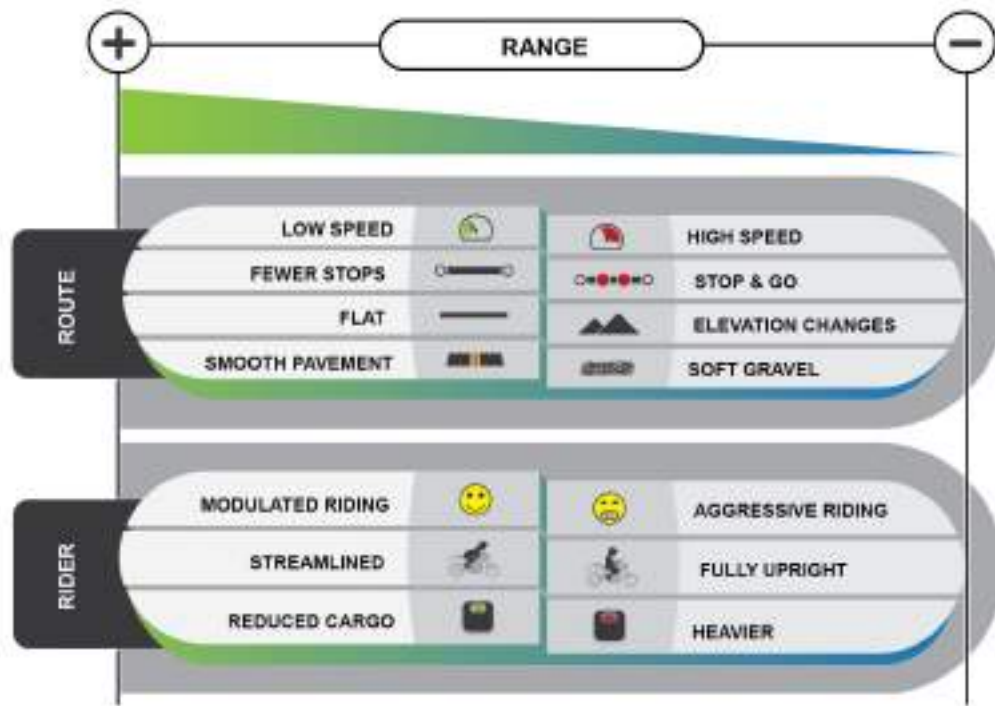 +
RANGE
−
ROUTE
LOW SPEED
HIGH SPEED
FEWER STOPS
STOP & GO
FLAT
ELEVATION CHANGES
SMOOTH PAVEMENT
SOFT GRAVEL
RIDER
MODULATED RIDING
AGGRESSIVE RIDING
STREAMLINED
FULLY UPRIGHT
REDUCED CARGO
HEAVIER